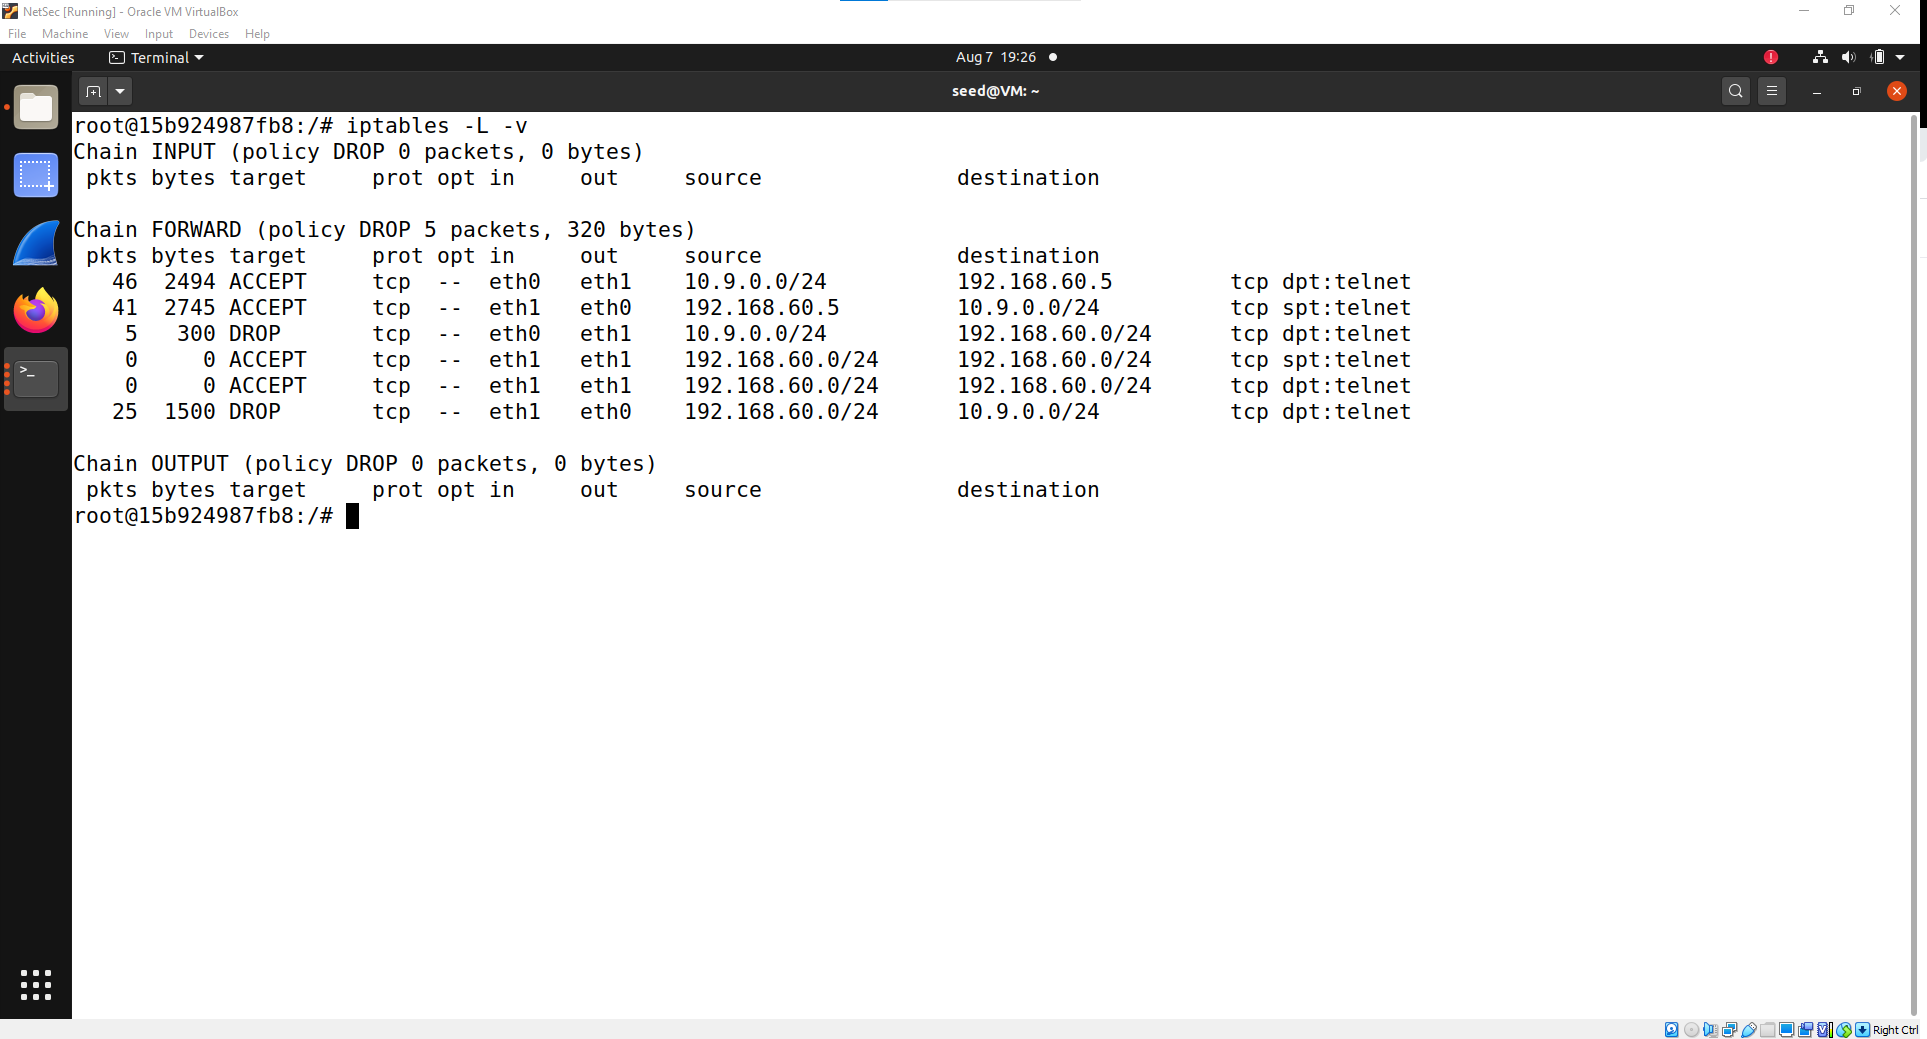 NetSec [Running] - Oracle VM VirtualBox
File Machine View Input Devices Help
Activities Terminal Aug 7 19:26
seed@VM: ~
root@15b924987fb8:/# iptables -L -v
Chain INPUT (policy DROP 0 packets, 0 bytes)
 pkts bytes target     prot opt in     out     source               destination

Chain FORWARD (policy DROP 5 packets, 320 bytes)
 pkts bytes target     prot opt in     out     source               destination
   46  2494 ACCEPT     tcp  --  eth0   eth1    10.9.0.0/24          192.168.60.5         tcp dpt:telnet
   41  2745 ACCEPT     tcp  --  eth1   eth0    192.168.60.5         10.9.0.0/24          tcp spt:telnet
    5   300 DROP       tcp  --  eth0   eth1    10.9.0.0/24          192.168.60.0/24      tcp dpt:telnet
    0     0 ACCEPT     tcp  --  eth1   eth1    192.168.60.0/24      192.168.60.0/24      tcp spt:telnet
    0     0 ACCEPT     tcp  --  eth1   eth1    192.168.60.0/24      192.168.60.0/24      tcp dpt:telnet
   25  1500 DROP       tcp  --  eth1   eth0    192.168.60.0/24      10.9.0.0/24          tcp dpt:telnet

Chain OUTPUT (policy DROP 0 packets, 0 bytes)
 pkts bytes target     prot opt in     out     source               destination
root@15b924987fb8:/#
Right Ctrl